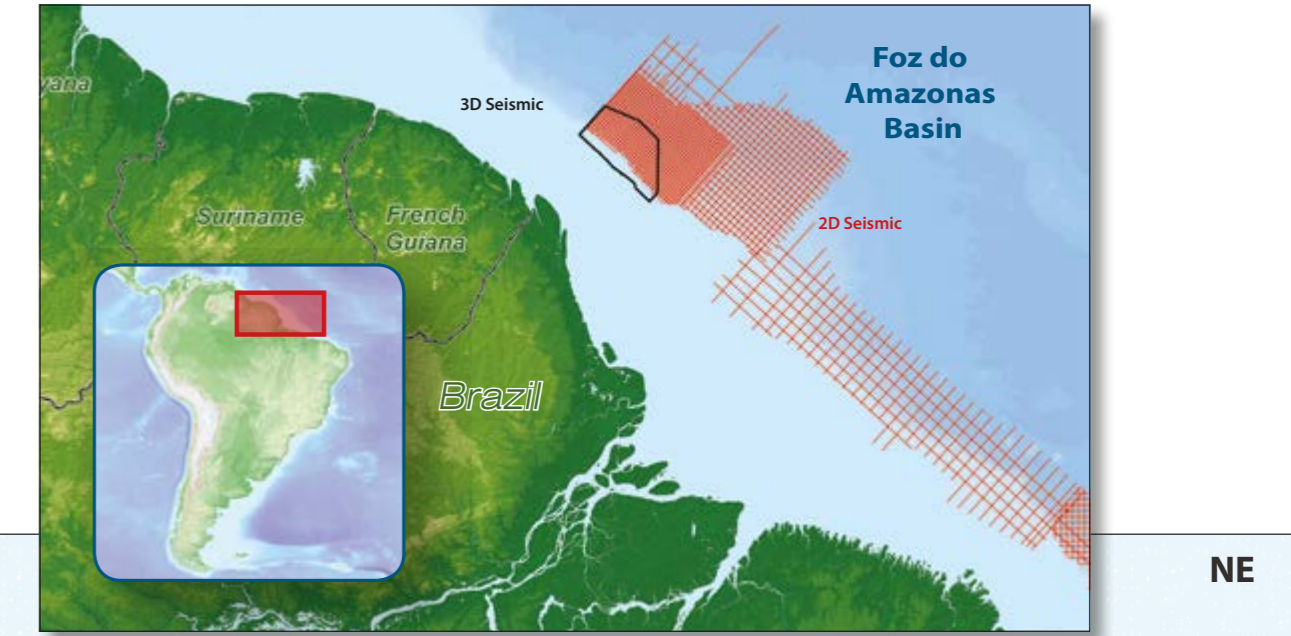 Foz do
Amazonas
Basin
3D Seismic
yana
Suriname
French
Guiana
2D Seismic
Brazil
NE